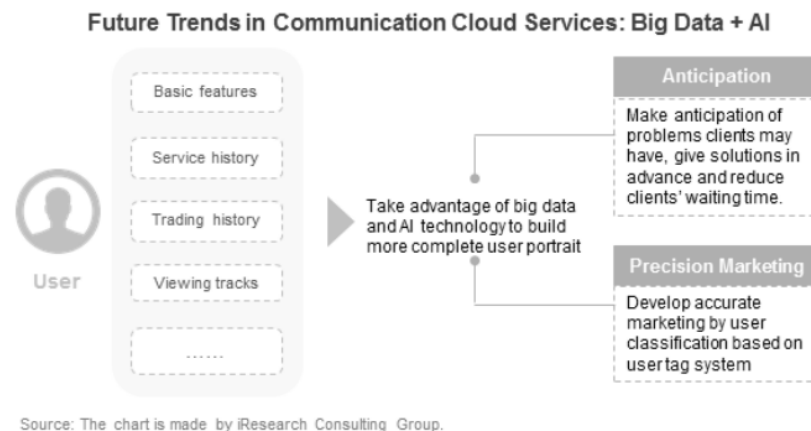 Future Trends in Communication Cloud Services: Big Data + AI
User
Basic features
Service history
Trading history
Viewing tracks
......
Take advantage of big data
and AI technology to build
more complete user portrait
Anticipation
Make anticipation of
problems clients may
have, give solutions in
advance and reduce
clients' waiting time.
Precision Marketing
Develop accurate
marketing by user
classification based on
user tag system
Source: The chart is made by iResearch Consulting Group.